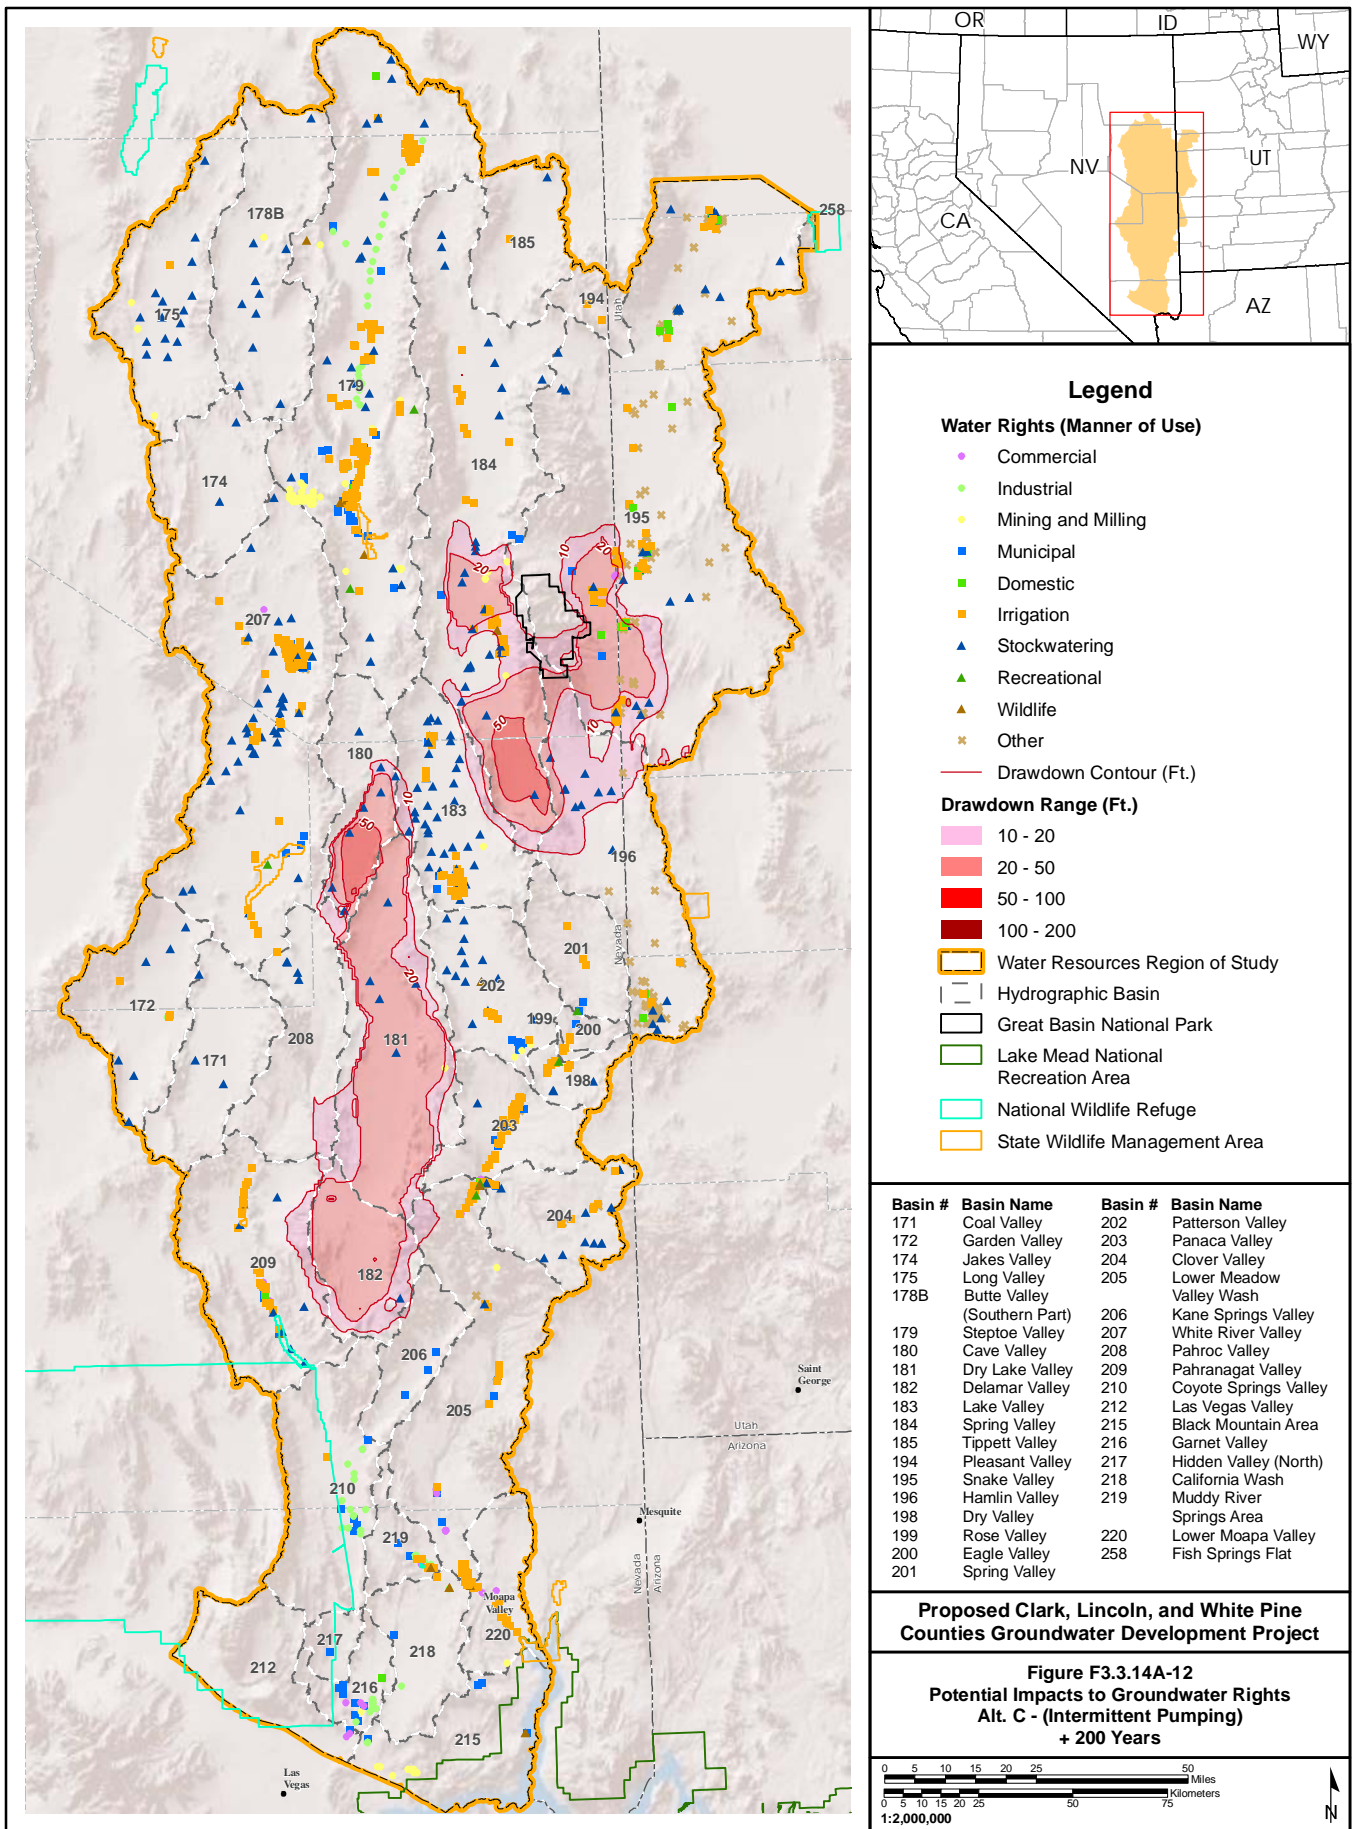 OR
ID
WY
NV
UT
CA
AZ
258
178B
185
194
Utah
175
179
174
184
195
10
20
20
207
50
10
0
180
10
183
50
196
201
Nevada
20
202
172
199
200
208
181
171
198
203
204
0
209
182
206
Saint
George
205
Utah
Arizona
210
Mesquite
219
Nevada
Arizona
Moapa
Valley
220
217
218
212
216
215
Las
Vegas
Legend
Water Rights (Manner of Use)
Commercial
Industrial
Mining and Milling
Municipal
Domestic
Irrigation
Stockwatering
Recreational
Wildlife
Other
Drawdown Contour (Ft.)
Drawdown Range (Ft.)
10 - 20
20 - 50
50 - 100
100 - 200
Water Resources Region of Study
Hydrographic Basin
Great Basin National Park
Lake Mead National
Recreation Area
National Wildlife Refuge
State Wildlife Management Area
Basin # Basin Name Basin # Basin Name
171 Coal Valley 202 Patterson Valley
172 Garden Valley 203 Panaca Valley
174 Jakes Valley 204 Clover Valley
175 Long Valley 205 Lower Meadow
178B Butte Valley Valley Wash
(Southern Part) 206 Kane Springs Valley
179 Steptoe Valley 207 White River Valley
180 Cave Valley 208 Pahroc Valley
181 Dry Lake Valley 209 Pahranagat Valley
182 Delamar Valley 210 Coyote Springs Valley
183 Lake Valley 212 Las Vegas Valley
184 Spring Valley 215 Black Mountain Area
185 Tippett Valley 216 Garnet Valley
194 Pleasant Valley 217 Hidden Valley (North)
195 Snake Valley 218 California Wash
196 Hamlin Valley 219 Muddy River
198 Dry Valley Springs Area
199 Rose Valley 220 Lower Moapa Valley
200 Eagle Valley 258 Fish Springs Flat
201 Spring Valley
Proposed Clark, Lincoln, and White Pine
Counties Groundwater Development Project
Figure F3.3.14A-12
Potential Impacts to Groundwater Rights
Alt. C - (Intermittent Pumping)
+ 200 Years
0 5 10 15 20 25 50
Miles
Kilometers
0 5 10 15 20 25 50 75
1:2,000,000
N